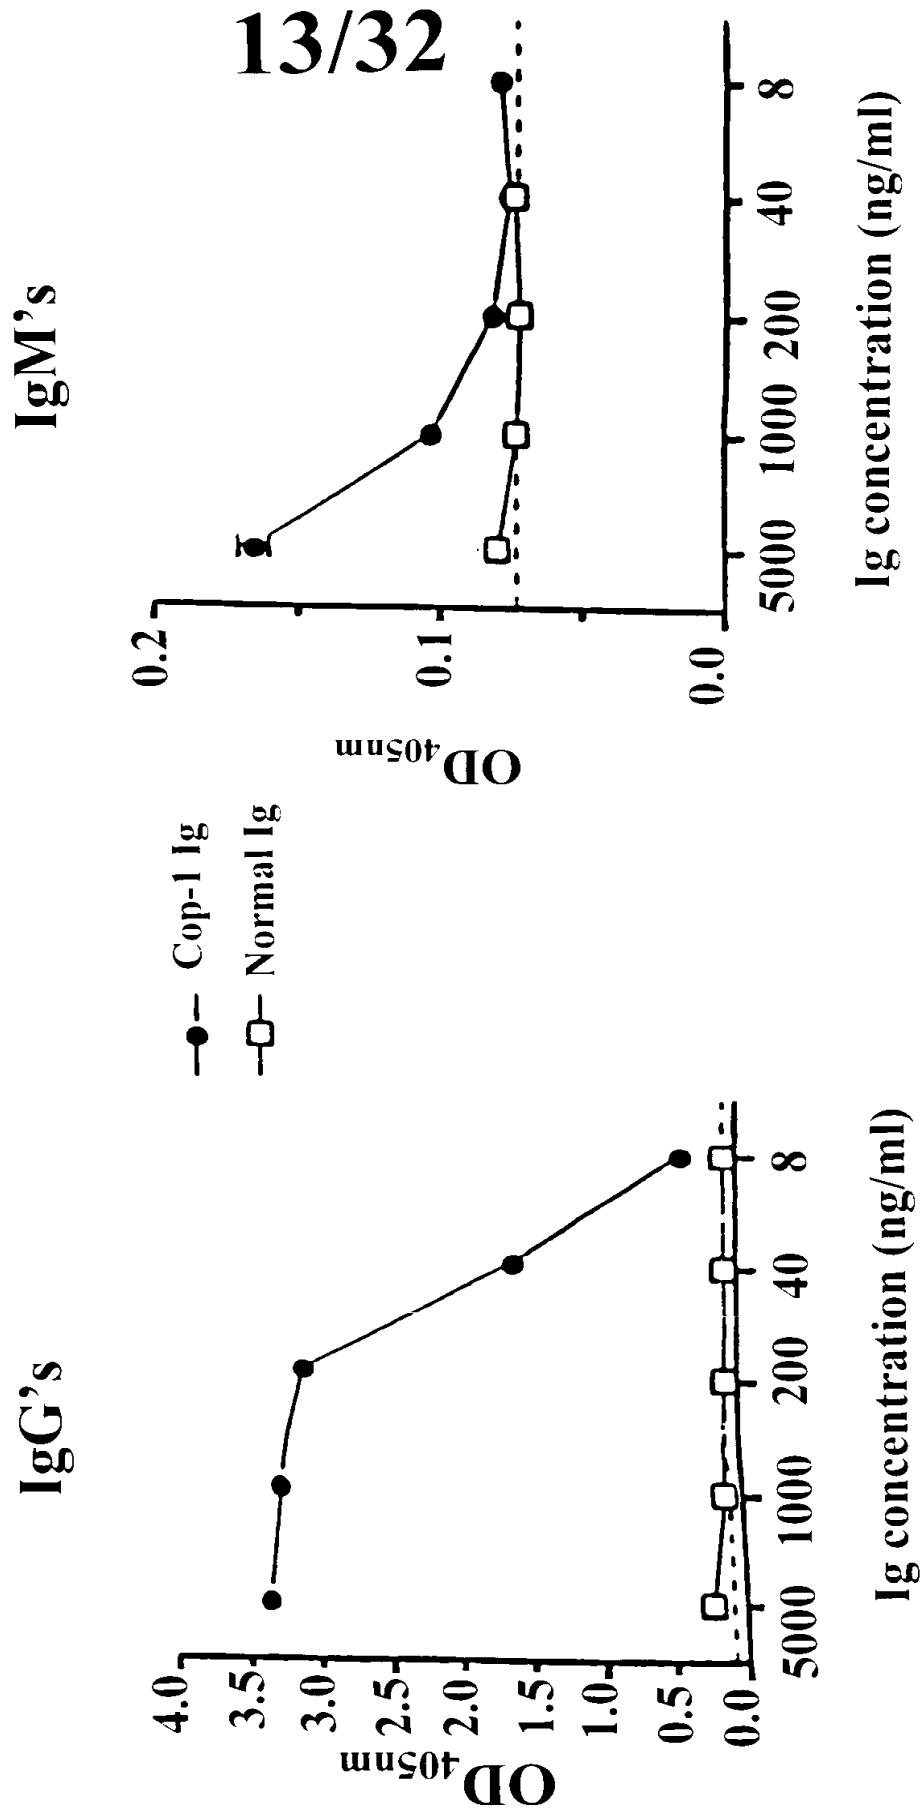 13/32
IgG's
OD405nm
4.0
3.5
3.0
2.5
2.0
1.5
1.0
0.5
0.0
5000 1000 200 40 8
Ig concentration (ng/ml)
Cop-1 Ig
Normal Ig
IgM's
OD405nm
0.2
0.1
0.0
5000 1000 200 40 8
Ig concentration (ng/ml)